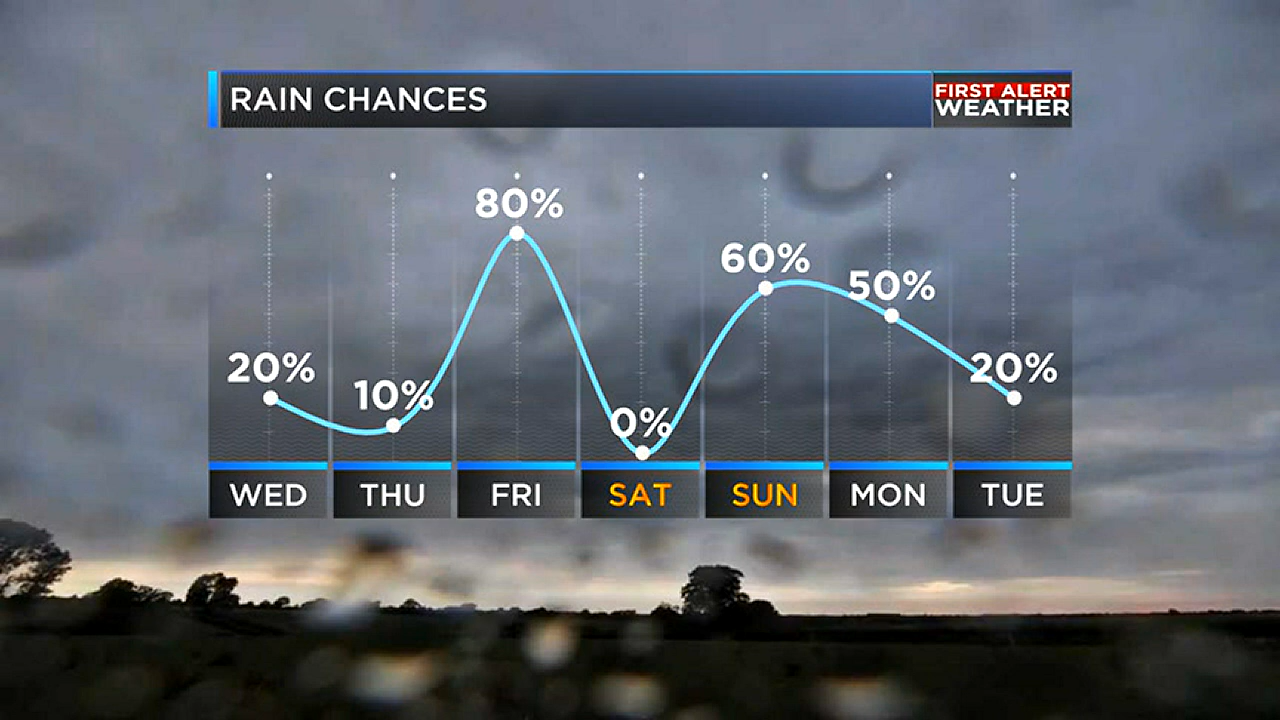 RAIN CHANCES
FIRST ALERT
WEATHER
20%
10%
80%
0%
60%
50%
20%
WED
THU
FRI
SAT
SUN
MON
TUE